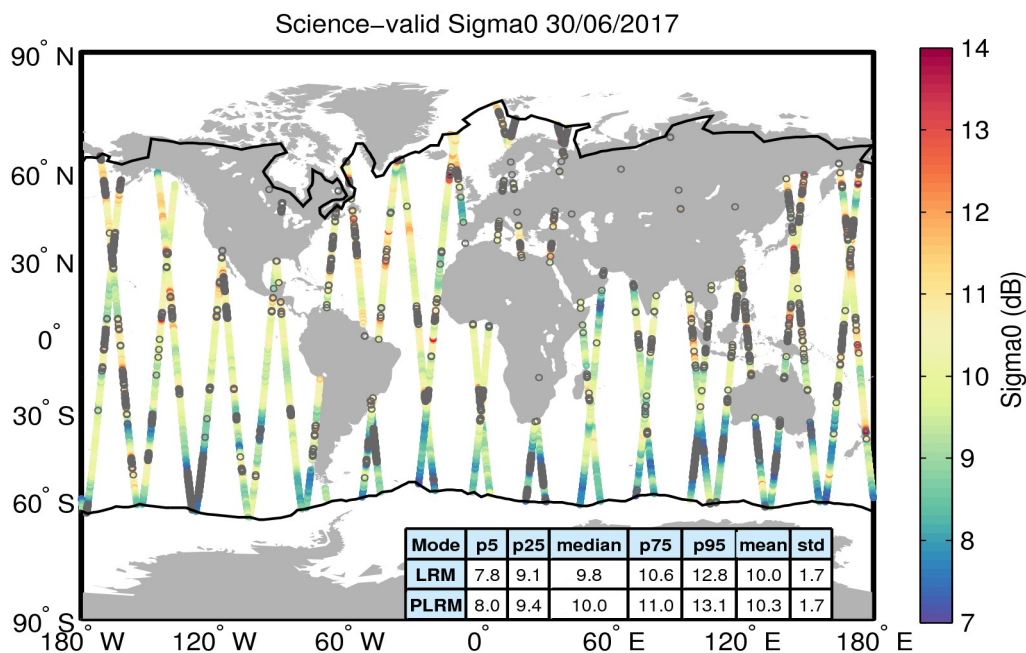 Science−valid Sigma0 30/06/2017
90° N
60° N
30° N
0°
30° S
60° S
90° S
180° W
120° W
60° W
0°
60° E
120° E
180° E
Mode p5 p25 median p75 p95 mean std
LRM 7.8 9.1 9.8 10.6 12.8 10.0 1.7
PLRM 8.0 9.4 10.0 11.0 13.1 10.3 1.7
14
13
12
11
10
9
8
7
Sigma0 (dB)